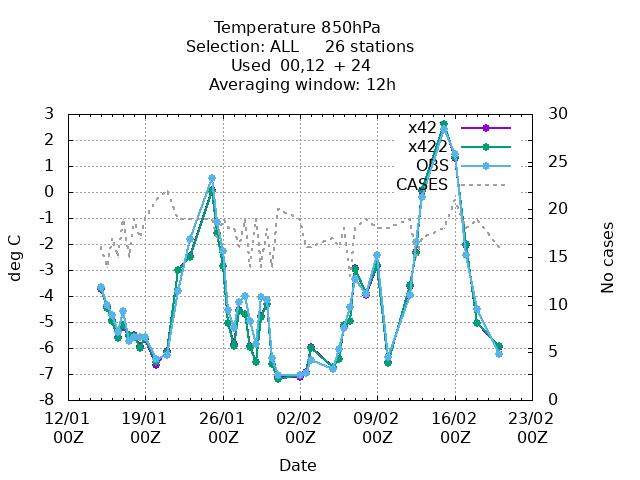 Temperature 850hPa
Selection: ALL 26 stations
Used 00,12 + 24
Averaging window: 12h
3
2
1
0
-1
-2
-3
-4
-5
-6
-7
-8
deg C
30
25
20
15
10
5
0
No cases
x42
x422
OBS
CASES
12/01 19/01 26/01 02/02 09/02 16/02 23/02
00Z 00Z 00Z 00Z 00Z 00Z 00Z
Date